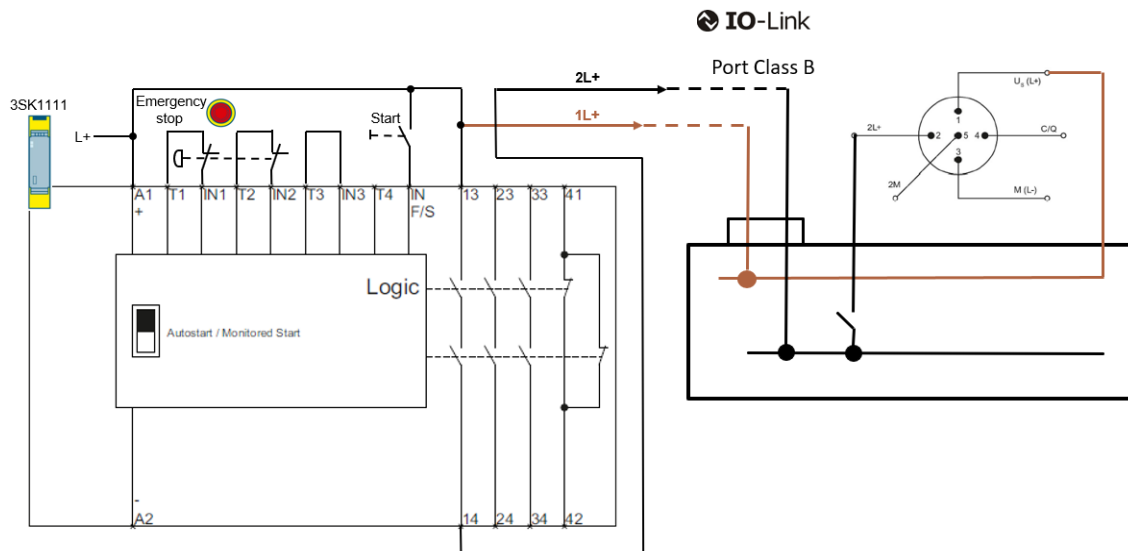 IO-Link
Port Class B
3SK1111
L+
Emergency
stop
Start
2L+
1L+
Us (L+)
2L+
1
2
5
4
3
C/Q
2M
M (L-)
A1
+
T1
IN1
T2
IN2
T3
IN3
T4
IN
F/S
13
23
33
41
Logic
Autostart / Monitored Start
-
A2
14
24
34
42